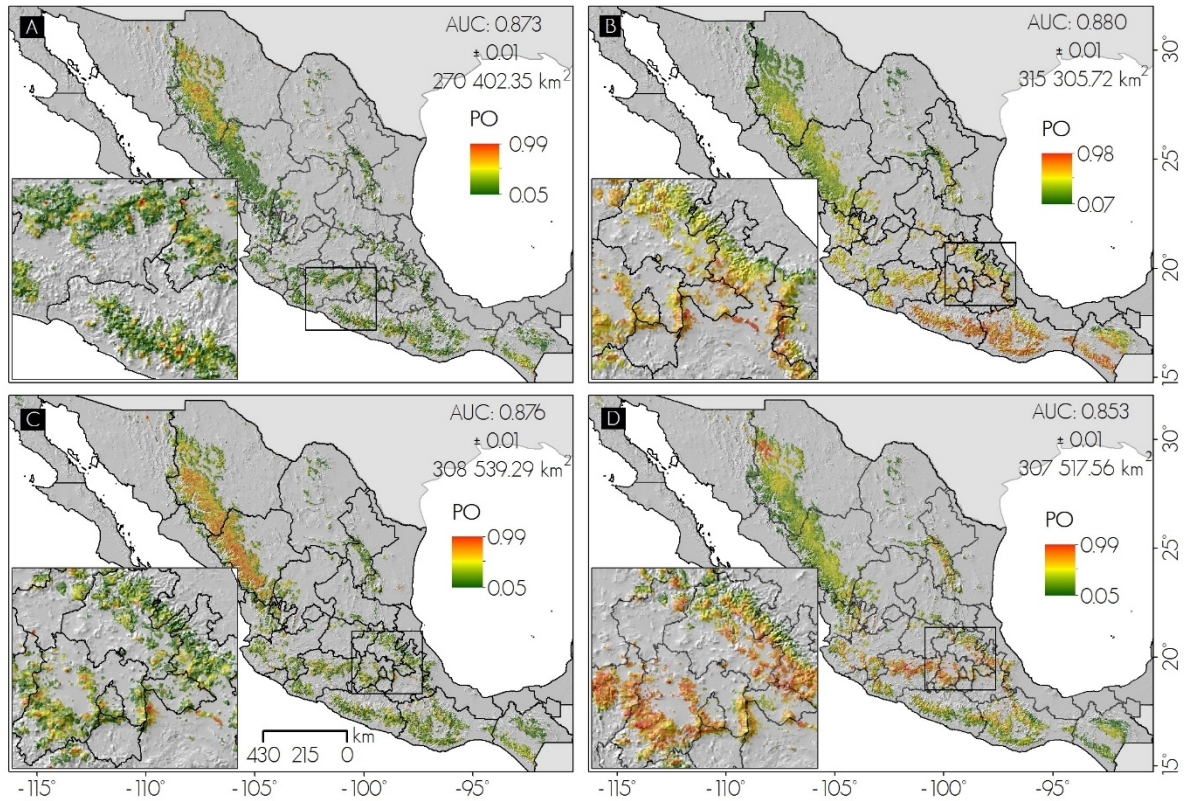 A
AUC: 0.873
± 0.01
270 402.35 km²
PO
0.99
0.05
B
AUC: 0.880
± 0.01
315 305.72 km²
PO
0.98
0.07
30°
25°
20°
15°
C
AUC: 0.876
± 0.01
308 539.29 km²
PO
0.99
0.05
430 215 0 km
D
AUC: 0.853
± 0.01
307 517.56 km²
PO
0.99
0.05
30°
25°
20°
15°
-115° -110° -105° -100° -95°
-115° -110° -105° -100° -95°